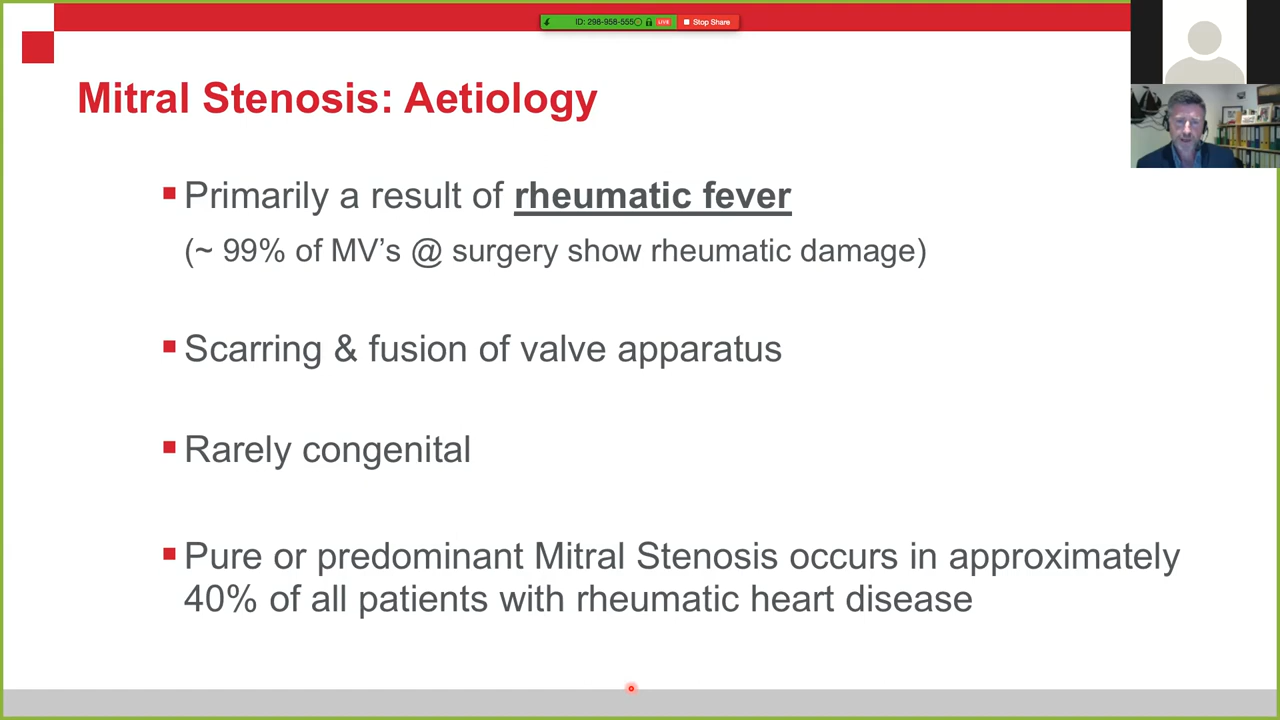 ID: 298-958-555
LIVE
Stop Share
Mitral Stenosis: Aetiology
Primarily a result of rheumatic fever
(~ 99% of MV’s @ surgery show rheumatic damage)
Scarring & fusion of valve apparatus
Rarely congenital
Pure or predominant Mitral Stenosis occurs in approximately
40% of all patients with rheumatic heart disease